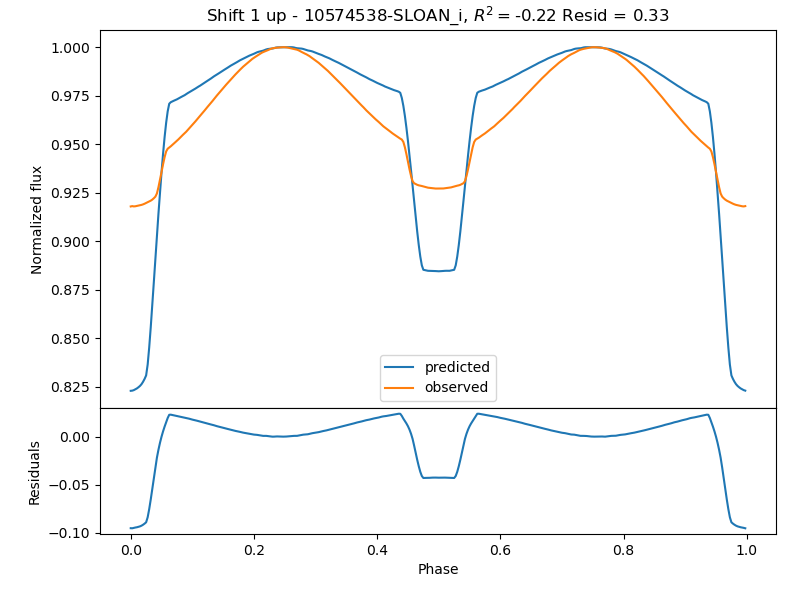 Shift 1 up - 10574538-SLOAN_i, R² = -0.22 Resid = 0.33
Normalized flux
1.000
0.975
0.950
0.925
0.900
0.875
0.850
0.825
predicted
observed
Residuals
0.00
−0.05
−0.10
0.0 0.2 0.4 0.6 0.8 1.0
Phase